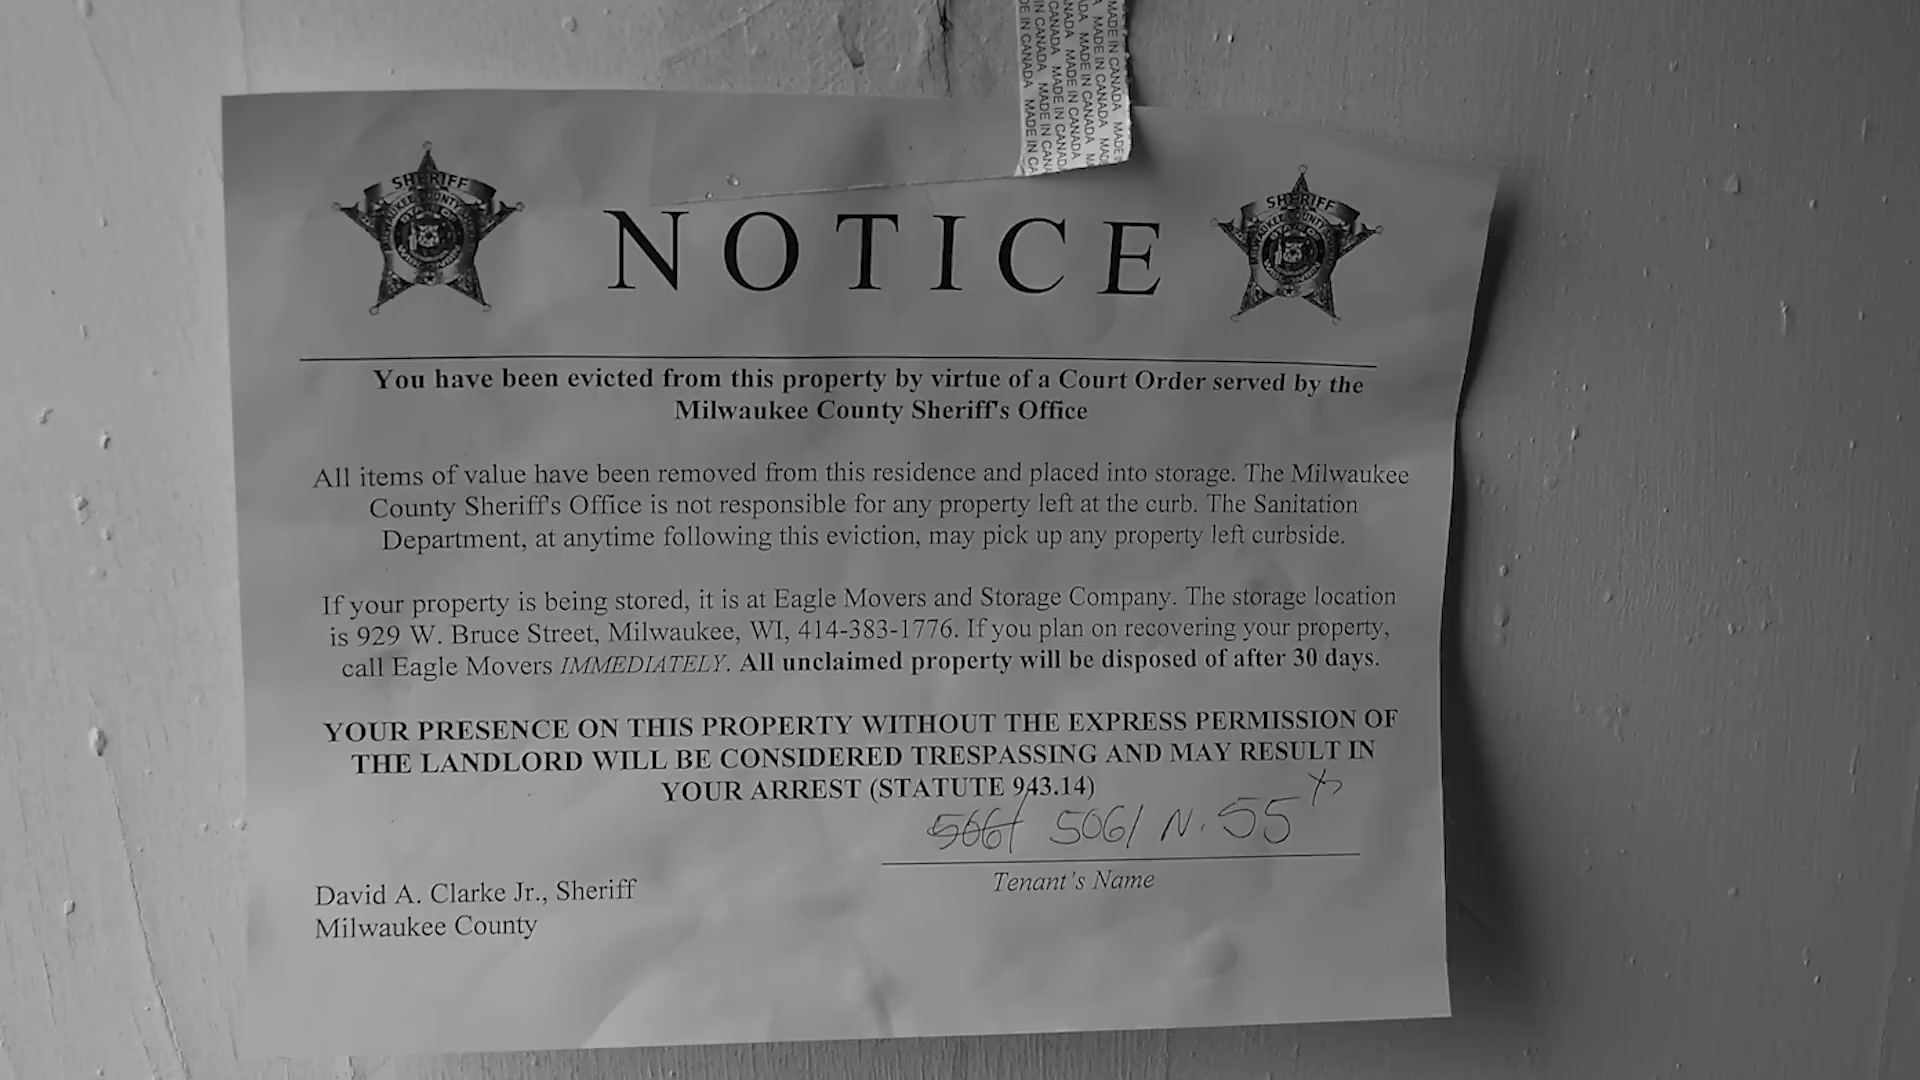 MADE IN CANADA MADE IN CANADA
SHERIFF
MILWAUKEE COUNTY
NOTICE
SHERIFF
MILWAUKEE COUNTY
You have been evicted from this property by virtue of a Court Order served by the
Milwaukee County Sheriff's Office
All items of value have been removed from this residence and placed into storage. The Milwaukee
County Sheriff's Office is not responsible for any property left at the curb. The Sanitation
Department, at anytime following this eviction, may pick up any property left curbside.
If your property is being stored, it is at Eagle Movers and Storage Company. The storage location
is 929 W. Bruce Street, Milwaukee, WI, 414-383-1776. If you plan on recovering your property,
call Eagle Movers IMMEDIATELY. All unclaimed property will be disposed of after 30 days.
YOUR PRESENCE ON THIS PROPERTY WITHOUT THE EXPRESS PERMISSION OF
THE LANDLORD WILL BE CONSIDERED TRESPASSING AND MAY RESULT IN
YOUR ARREST (STATUTE 943.14)
5061 5061 N. 55
Tenant's Name
David A. Clarke Jr., Sheriff
Milwaukee County